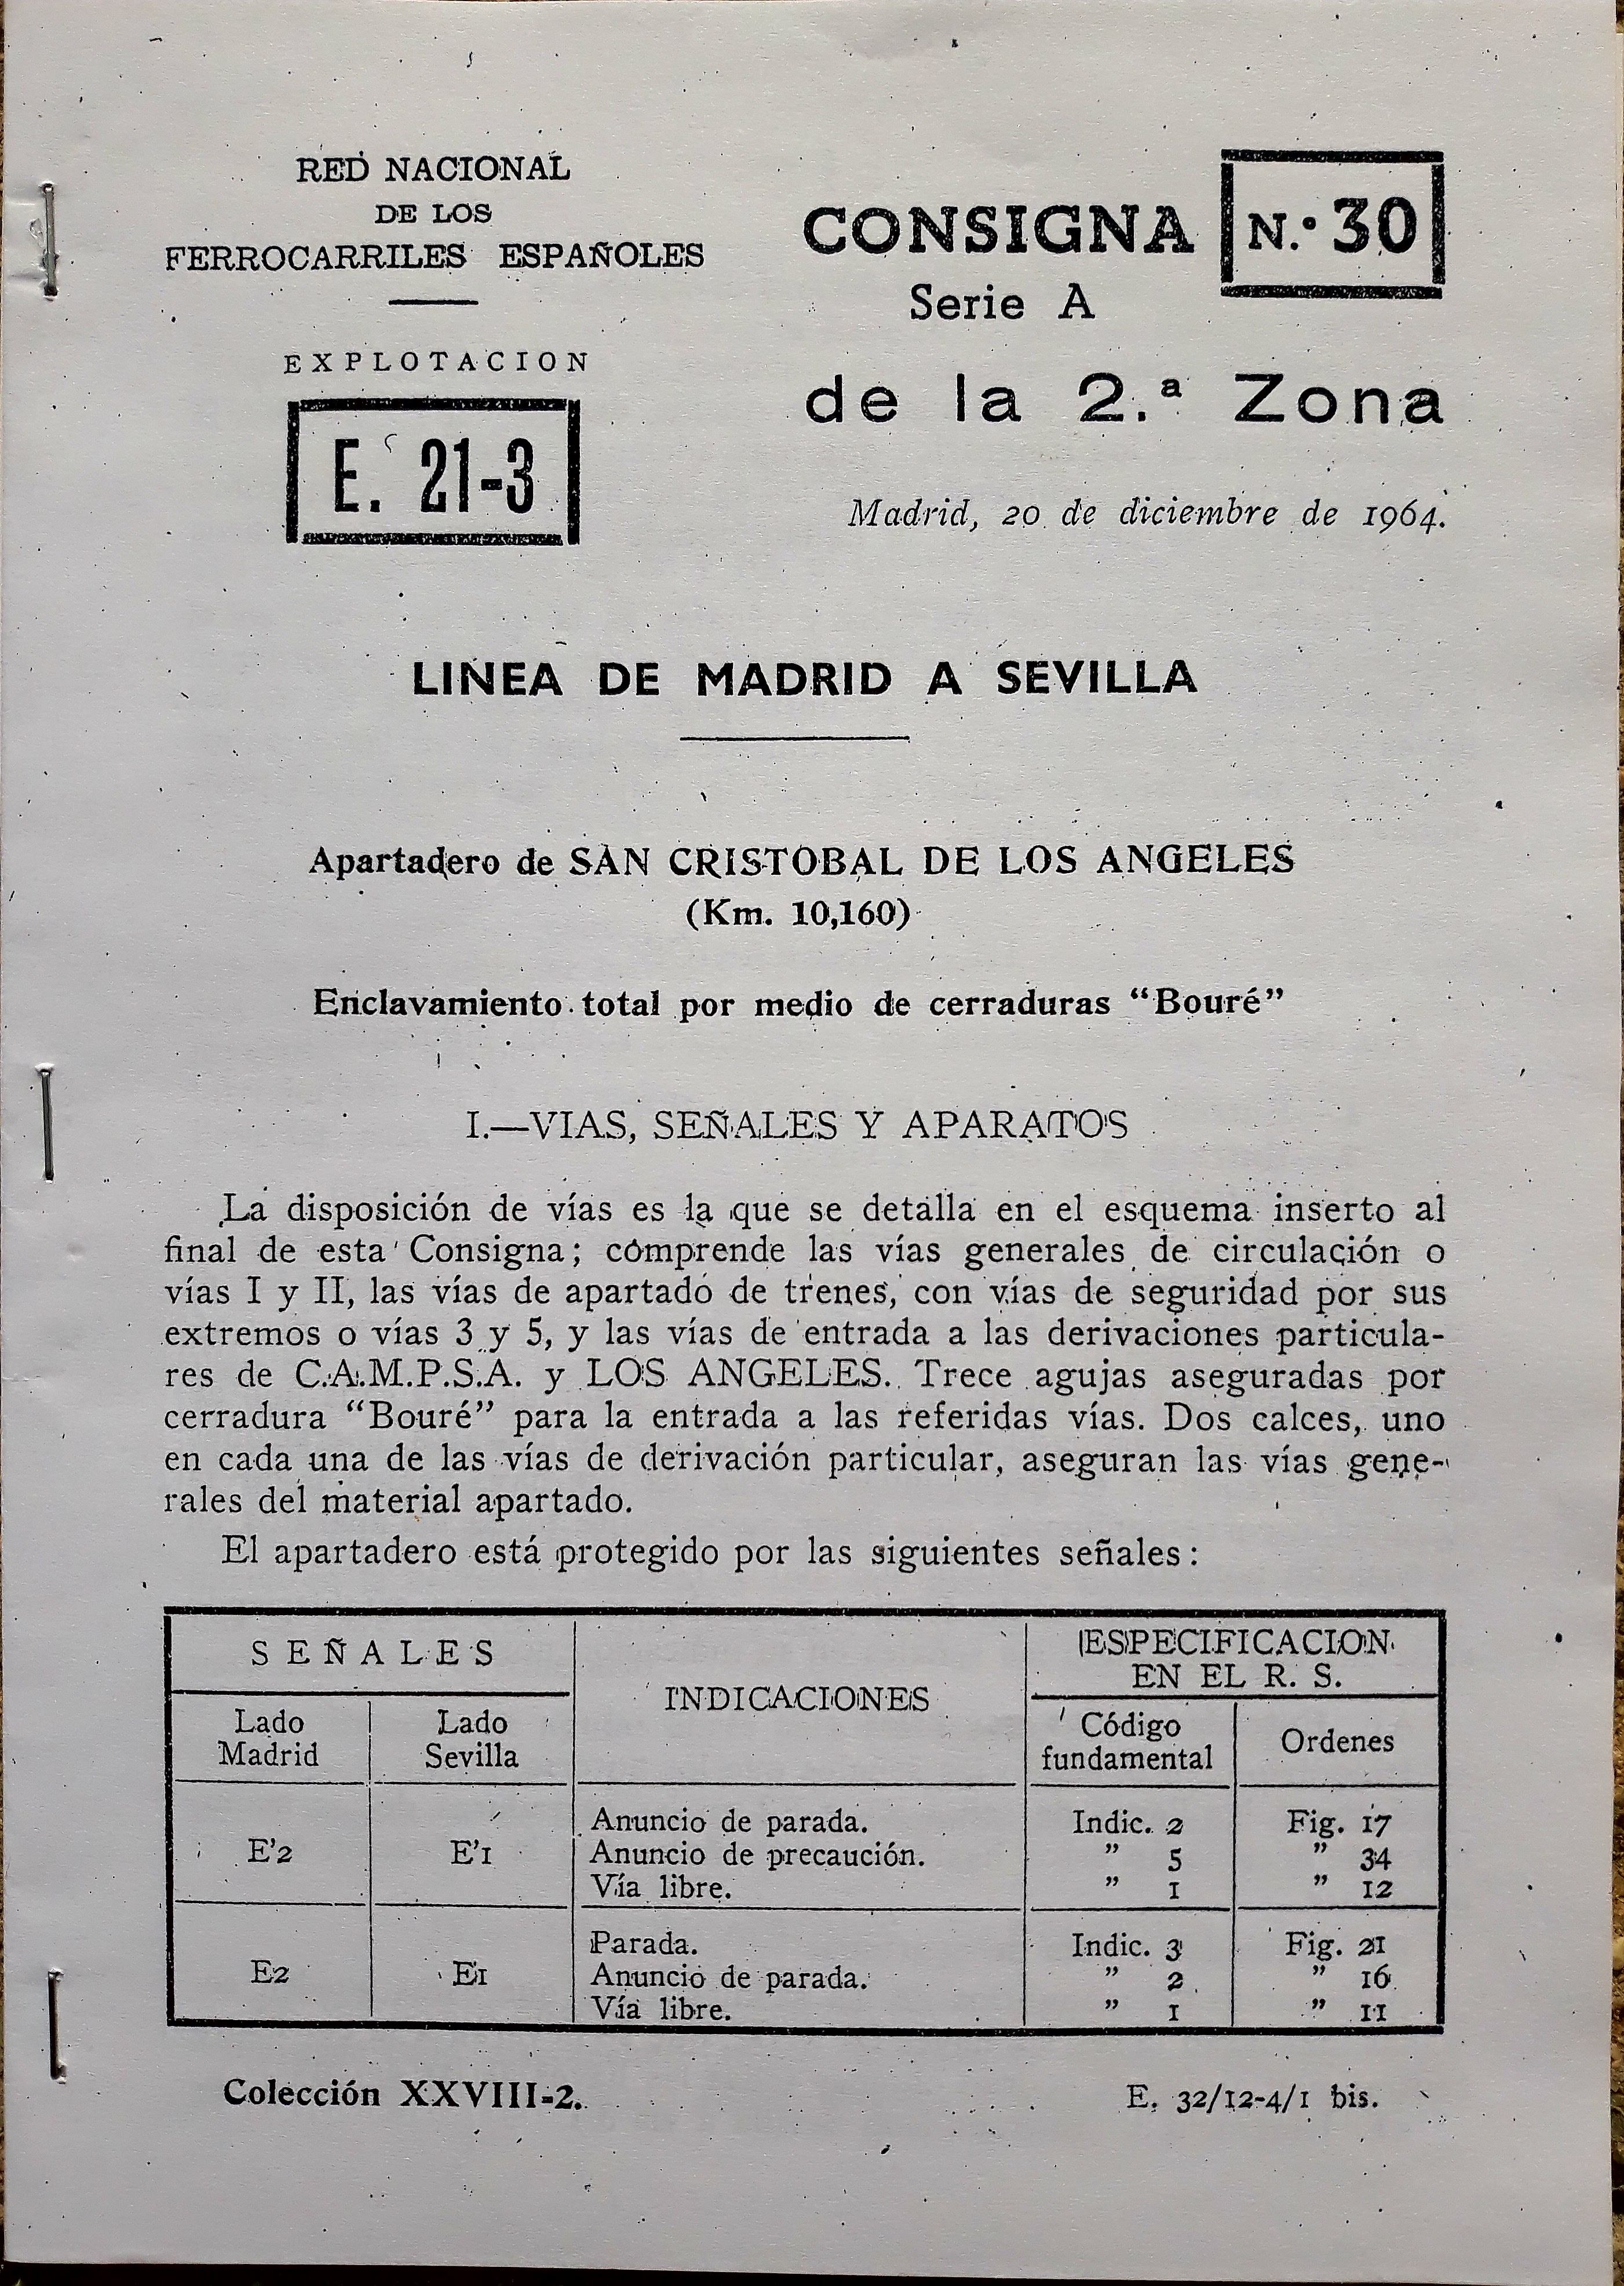 RED NACIONAL
DE LOS
FERROCARRILES ESPAÑOLES
EXPLOTACION
E. 21-3
CONSIGNA N.º 30
Serie A
de la 2.ª Zona
Madrid, 20 de diciembre de 1964.
LINEA DE MADRID A SEVILLA
Apartadero de SAN CRISTOBAL DE LOS ANGELES
(Km. 10,160)
Enclavamiento total por medio de cerraduras “Bouré”
I.—VIAS, SEÑALES Y APARATOS
La disposición de vías es la que se detalla en el esquema inserto al
final de esta Consigna; comprende las vías generales de circulación o
vías I y II, las vías de apartado de trenes, con vías de seguridad por sus
extremos o vías 3 y 5, y las vías de entrada a las derivaciones particula-
res de C.A.M.P.S.A. y LOS ANGELES. Trece agujas aseguradas por
cerradura “Bouré” para la entrada a las referidas vías. Dos calces, uno
en cada una de las vías de derivación particular, aseguran las vías gene-
rales del material apartado.
El apartadero está protegido por las siguientes señales:
SEÑALES
INDICACIONES
ESPECIFICACION
EN EL R. S.
Lado
Madrid
Lado
Sevilla
Código
fundamental
Ordenes
E'2 E'1
Anuncio de parada. Indic. 2 Fig. 17
Anuncio de precaución. ” 5 ” 34
Vía libre. ” 1 ” 12
E2 E1
Parada. Indic. 3 Fig. 21
Anuncio de parada. ” 2 ” 16
Vía libre. ” 1 ” 11
Colección XXVIII-2.
E. 32/12-4/1 bis.